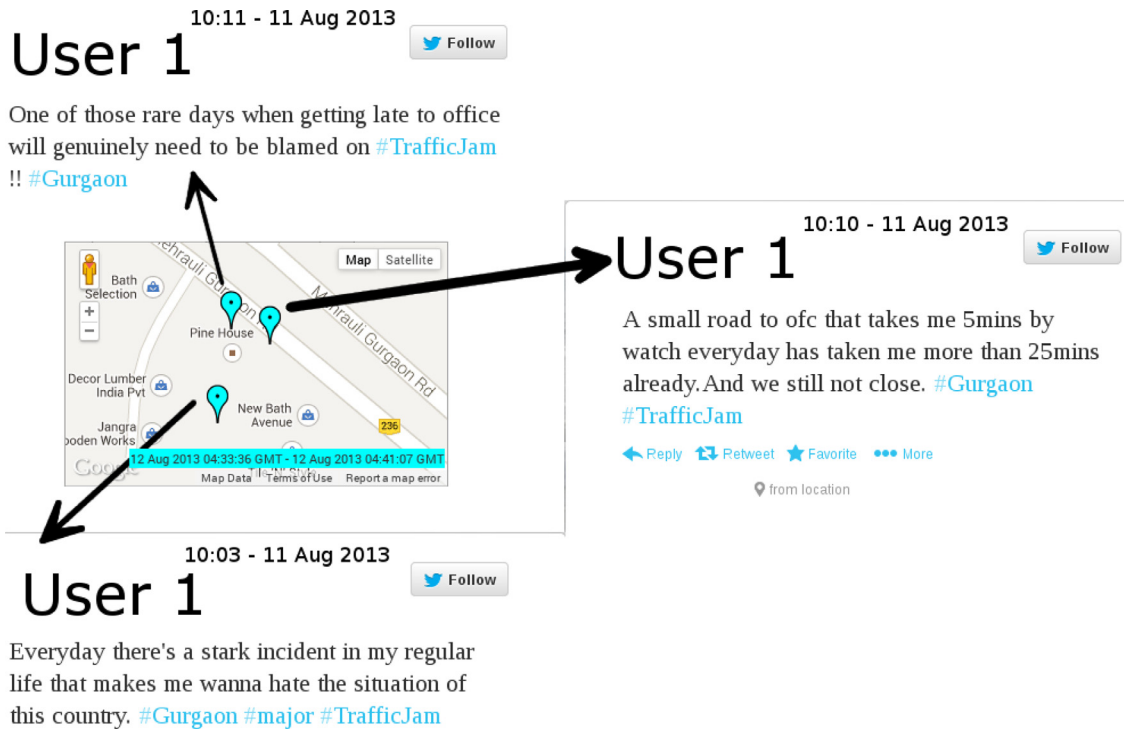 10:11 - 11 Aug 2013
User 1
Follow
One of those rare days when getting late to office
will genuinely need to be blamed on #TrafficJam
!! #Gurgaon
Map Satellite
Bath
Selection
+
−
Pine House
Mehrauli Gurgaon Rd
Decor Lumber
India Pvt
New Bath
Avenue
236
Jangra
ooden Works
12 Aug 2013 04:33:36 GMT - 12 Aug 2013 04:41:07 GMT
Google
Map Data Terms of Use Report a map error
10:10 - 11 Aug 2013
User 1
Follow
A small road to ofc that takes me 5mins by
watch everyday has taken me more than 25mins
already.And we still not close. #Gurgaon
#TrafficJam
Reply Retweet Favorite More
from location
10:03 - 11 Aug 2013
User 1
Follow
Everyday there's a stark incident in my regular
life that makes me wanna hate the situation of
this country. #Gurgaon #major #TrafficJam